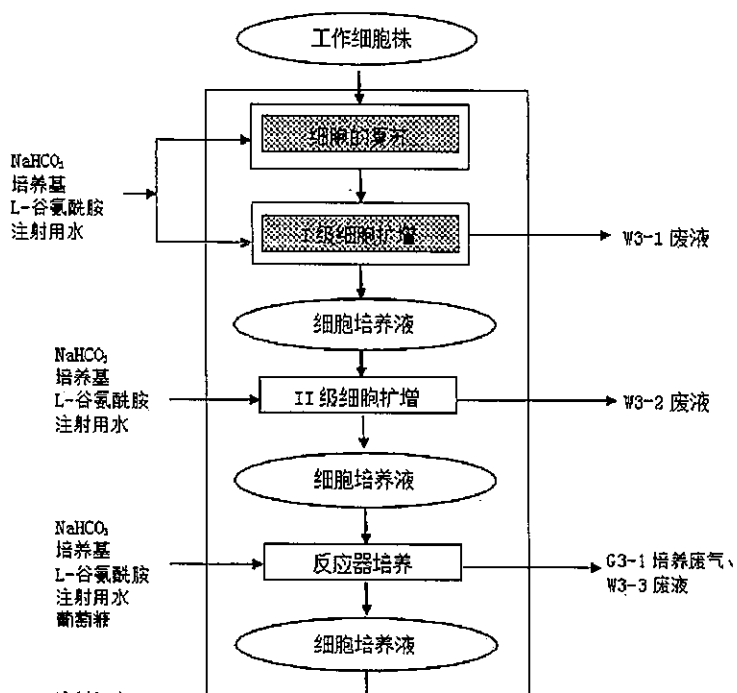 工作细胞株
细胞的复苏
NaHCO₃
培养基
L-谷氨酰胺
注射用水
I级细胞扩增
W3-1 废液
细胞培养液
NaHCO₃
培养基
L-谷氨酰胺
注射用水
II级细胞扩增
W3-2 废液
细胞培养液
NaHCO₃
培养基
L-谷氨酰胺
注射用水
葡萄糖
反应器培养
G3-1 培养废气、
W3-3 废液
细胞培养液